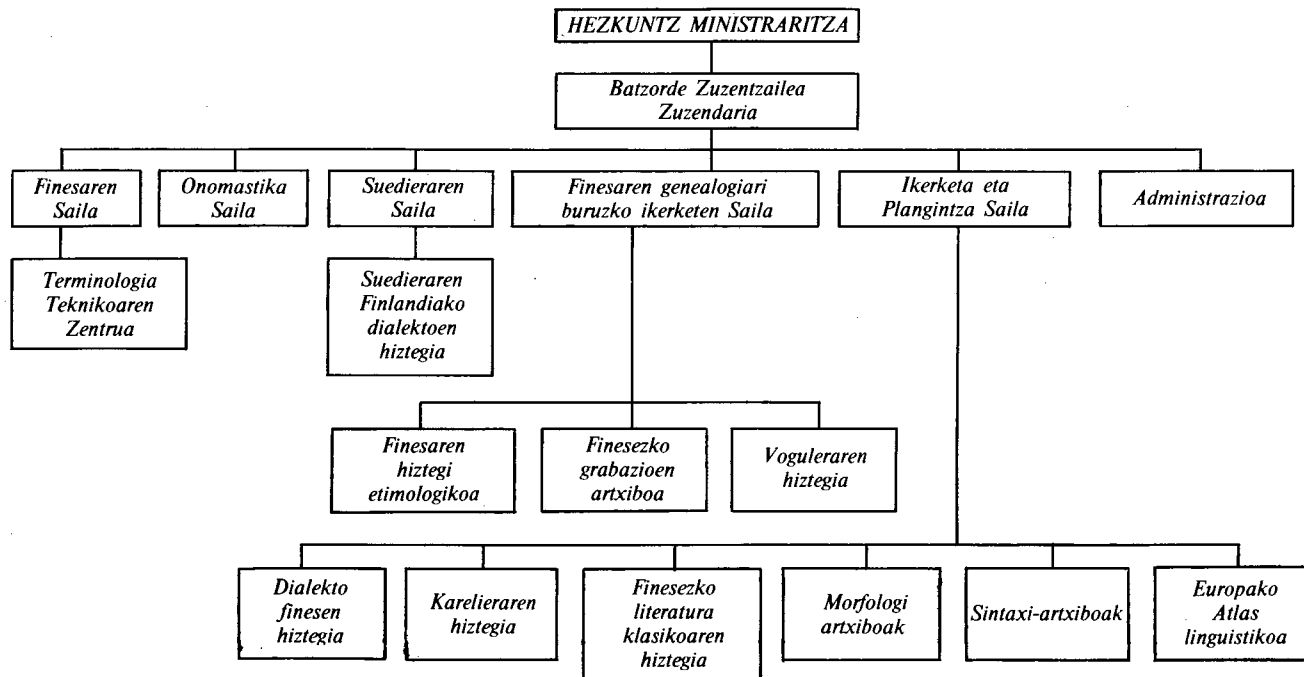 HEZKUNTZ MINISTRARITZA
Batzorde Zuzentzailea
Zuzendaria
Finesaren
Saila
Onomastika
Saila
Suedieraren
Saila
Finesaren genealogiari
buruzko ikerketen Saila
Ikerketa eta
Plangintza Saila
Administrazioa
Terminologia
Teknikoaren
Zentrua
Suedieraren
Finlandiako
dialektoen
hiztegia
Finesaren
hiztegi
etimologikoa
Finesezko
grabazioen
artxiboa
Voguleraren
hiztegia
Dialekto
finesen
hiztegia
Karelieraren
hiztegia
Finesezko
literatura
klasikoaren
hiztegia
Morfologi
artxiboak
Sintaxi-artxiboak
Europako
Atlas
linguistikoa